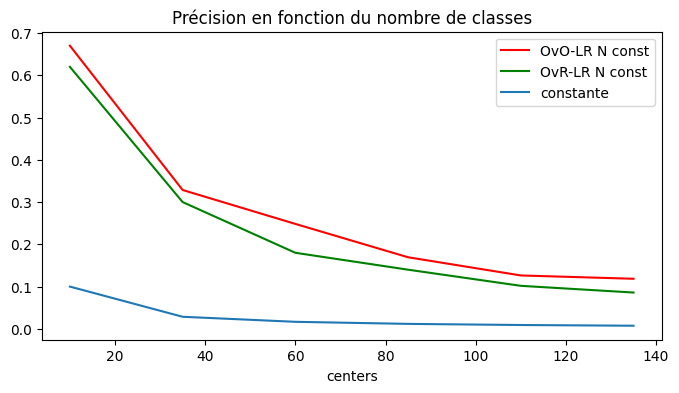 Précision en fonction du nombre de classes
OvO-LR N const
OvR-LR N const
constante
0.7
0.6
0.5
0.4
0.3
0.2
0.1
0.0
20 40 60 80 100 120 140
centers